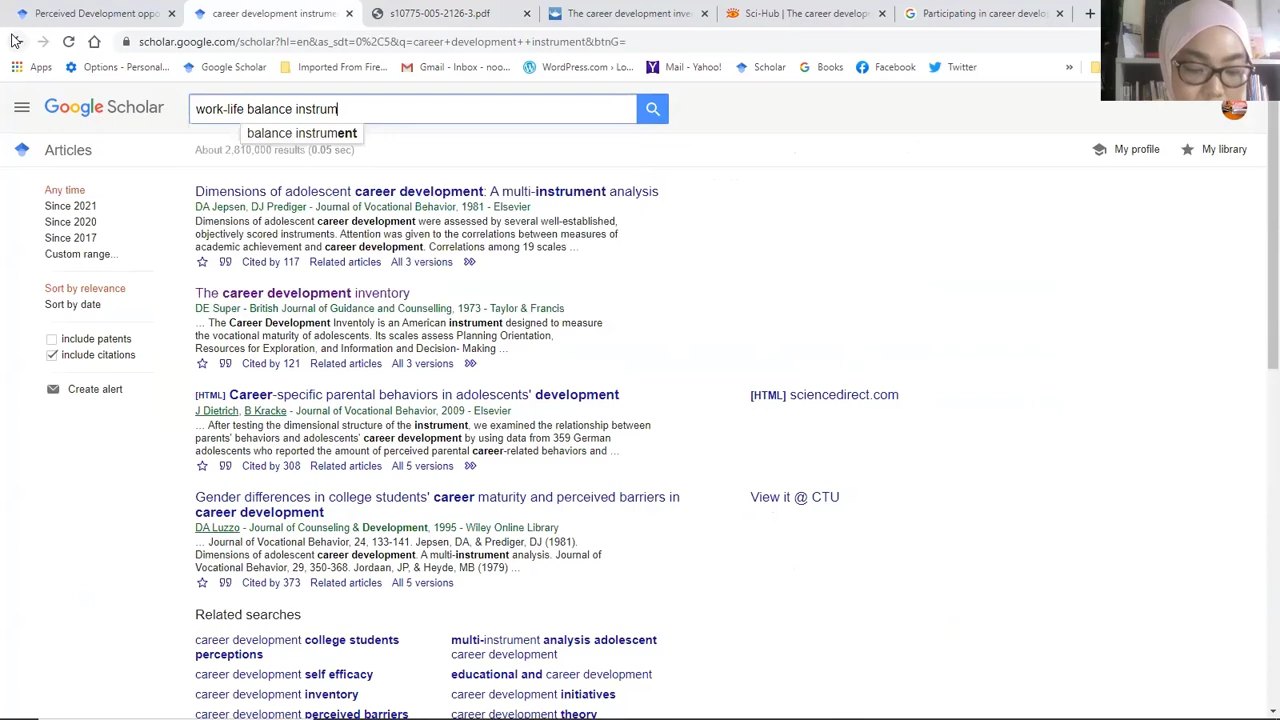 Perceived Development oppo
career development instrume
s10775-005-2126-3.pdf
The career development inve
Sci-Hub | The career develop
Participating in career develo
scholar.google.com/scholar?hl=en&as_sdt=0%2C5&q=career+development++instrument&btnG=
Apps
Options - Personal...
Google Scholar
Imported From Fire...
Gmail - Inbox - noo...
WordPress.com › Lo...
Mail - Yahoo!
Scholar
Books
Facebook
Twitter
Google Scholar
work-life balance instrum
balance instrument
Articles
About 2,810,000 results (0.05 sec)
My profile
My library
Any time
Since 2021
Since 2020
Since 2017
Custom range...
Sort by relevance
Sort by date
include patents
include citations
Create alert
Dimensions of adolescent career development: A multi-instrument analysis
DA Jepsen, DJ Prediger - Journal of Vocational Behavior, 1981 - Elsevier
Dimensions of adolescent career development were assessed by several well-established,
objectively scored instruments. Attention was given to the correlations between measures of
academic achievement and career development. Correlations among 19 scales ...
Cited by 117 Related articles All 3 versions
The career development inventory
DE Super - British Journal of Guidance and Counselling, 1973 - Taylor & Francis
... The Career Development Inventoly is an American instrument designed to measure
the vocational maturity of adolescents. Its scales assess Planning Orientation,
Resources for Exploration, and Information and Decision- Making ...
Cited by 121 Related articles All 3 versions
[HTML] Career-specific parental behaviors in adolescents' development
J Dietrich, B Kracke - Journal of Vocational Behavior, 2009 - Elsevier
... After testing the dimensional structure of the instrument, we examined the relationship between
parents' behaviors and adolescents' career development by using data from 359 German
adolescents who reported the amount of perceived parental career-related behaviors and ...
Cited by 308 Related articles All 5 versions
[HTML] sciencedirect.com
Gender differences in college students' career maturity and perceived barriers in
career development
DA Luzzo - Journal of Counseling & Development, 1995 - Wiley Online Library
... Journal of Vocational Behavior, 24, 133-141. Jepsen, DA, & Prediger, DJ (1981).
Dimensions of adolescent career development. A multi-instrument analysis. Journal of
Vocational Behavior, 29, 350-368. Jordaan, JP, & Heyde, MB (1979) ...
Cited by 373 Related articles All 5 versions
View it @ CTU
Related searches
career development college students
perceptions
career development self efficacy
career development inventory
career development perceived barriers
multi-instrument analysis adolescent
career development
educational and career development
career development initiatives
career development theory